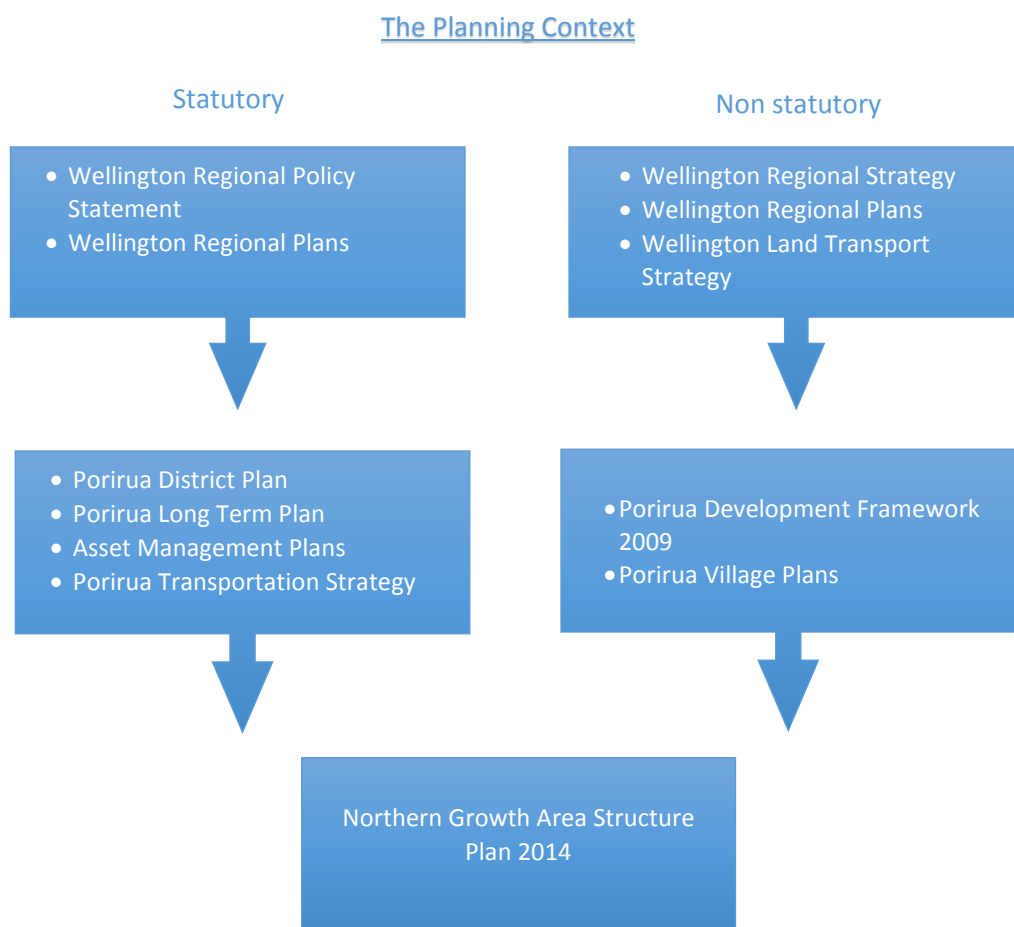 The Planning Context
Statutory
Non statutory
• Wellington Regional Policy
Statement
• Wellington Regional Plans
• Wellington Regional Strategy
• Wellington Regional Plans
• Wellington Land Transport
Strategy
• Porirua District Plan
• Porirua Long Term Plan
• Asset Management Plans
• Porirua Transportation Strategy
• Porirua Development Framework
2009
• Porirua Village Plans
Northern Growth Area Structure
Plan 2014